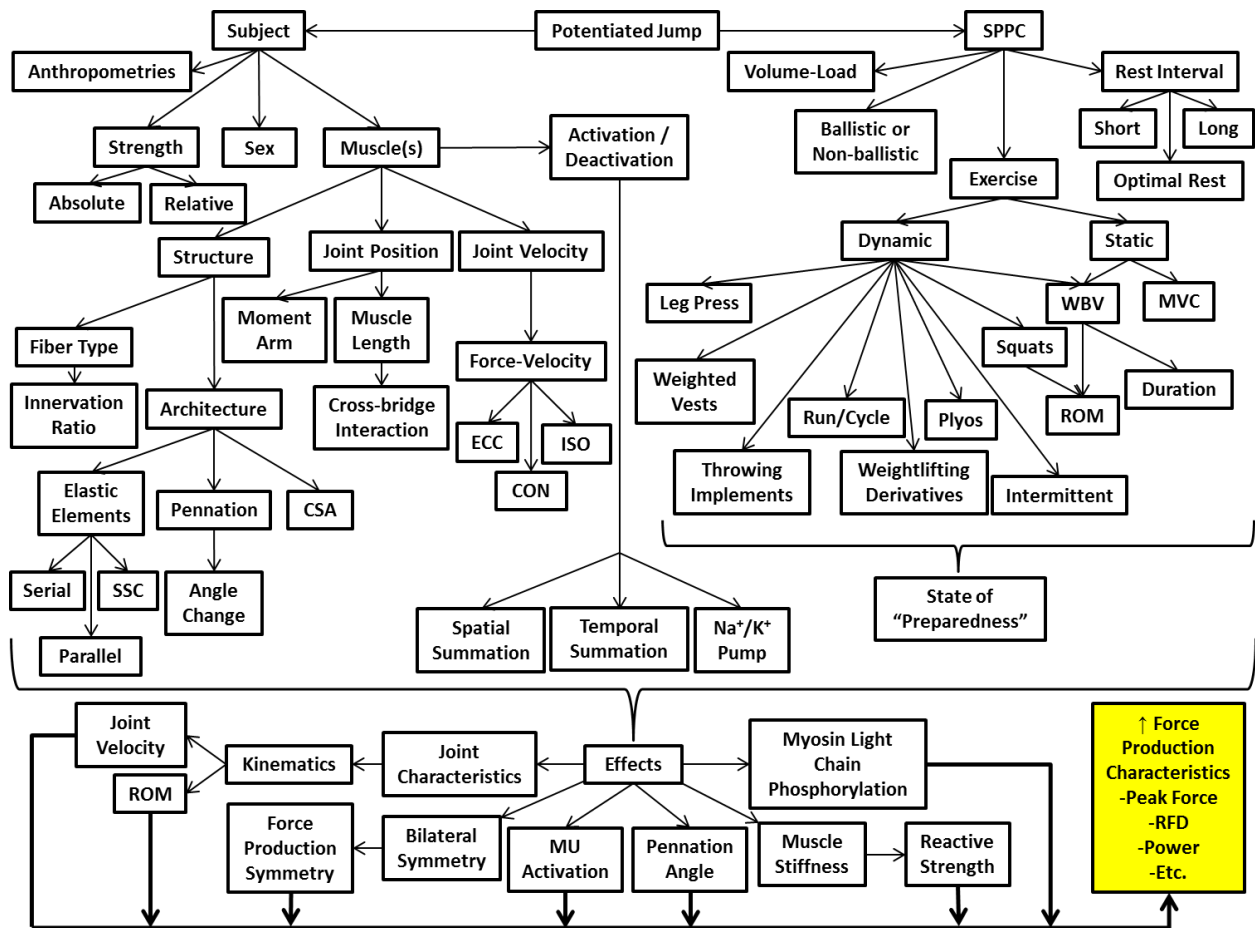 Subject
Potentiated Jump
SPPC
Anthropometries
Volume-Load
Rest Interval
Strength
Sex
Muscle(s)
Activation /
Deactivation
Ballistic or
Non-ballistic
Short
Long
Absolute
Relative
Exercise
Optimal Rest
Structure
Joint Position
Joint Velocity
Dynamic
Static
Leg Press
WBV
MVC
Moment
Arm
Muscle
Length
Fiber Type
Force-Velocity
Squats
Weighted
Vests
Duration
Innervation
Ratio
Architecture
Cross-bridge
Interaction
Run/Cycle
Plyos
ROM
ECC
ISO
Throwing
Implements
Weightlifting
Derivatives
Intermittent
Elastic
Elements
Pennation
CSA
CON
Serial
SSC
Angle
Change
State of
“Preparedness”
Parallel
Spatial
Summation
Temporal
Summation
Na⁺/K⁺
Pump
Joint
Velocity
Kinematics
Joint
Characteristics
Effects
Myosin Light
Chain
Phosphorylation
↑ Force
Production
Characteristics
-Peak Force
-RFD
-Power
-Etc.
ROM
Force
Production
Symmetry
Bilateral
Symmetry
MU
Activation
Pennation
Angle
Muscle
Stiffness
Reactive
Strength